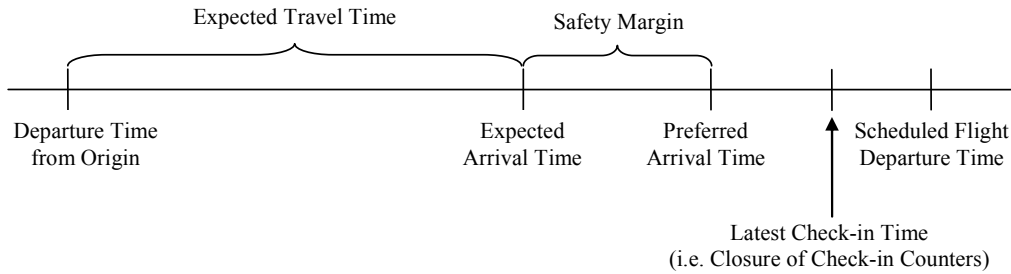 Expected Travel Time
Safety Margin
Departure Time
from Origin
Expected
Arrival Time
Preferred
Arrival Time
Scheduled Flight
Departure Time
Latest Check-in Time
(i.e. Closure of Check-in Counters)